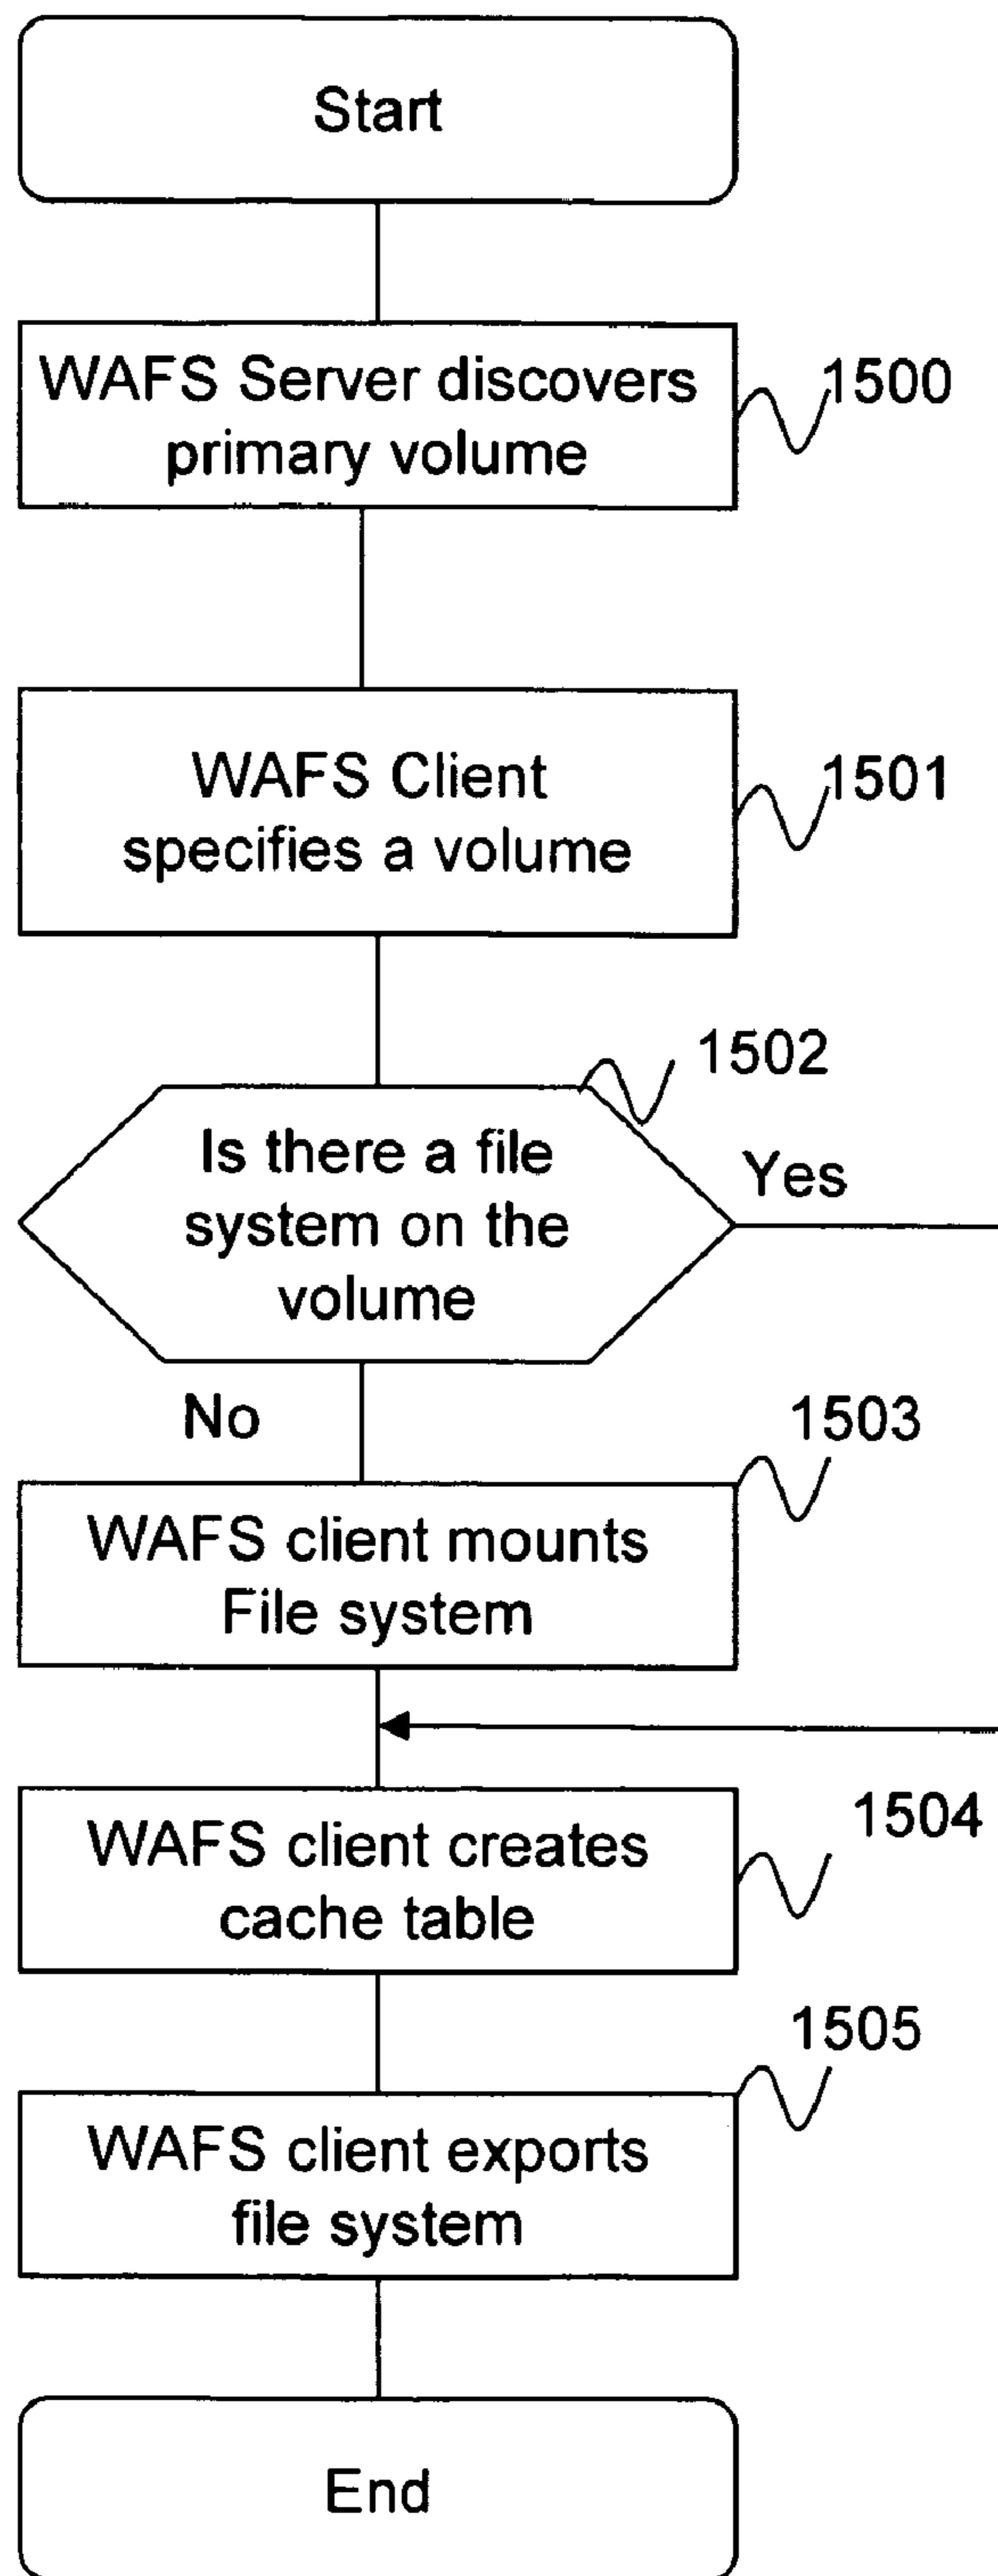 Start
WAFS Server discovers
primary volume
1500
WAFS Client
specifies a volume
1501
1502
Is there a file
system on the
volume
Yes
No
1503
WAFS client mounts
File system
1504
WAFS client creates
cache table
1505
WAFS client exports
file system
End